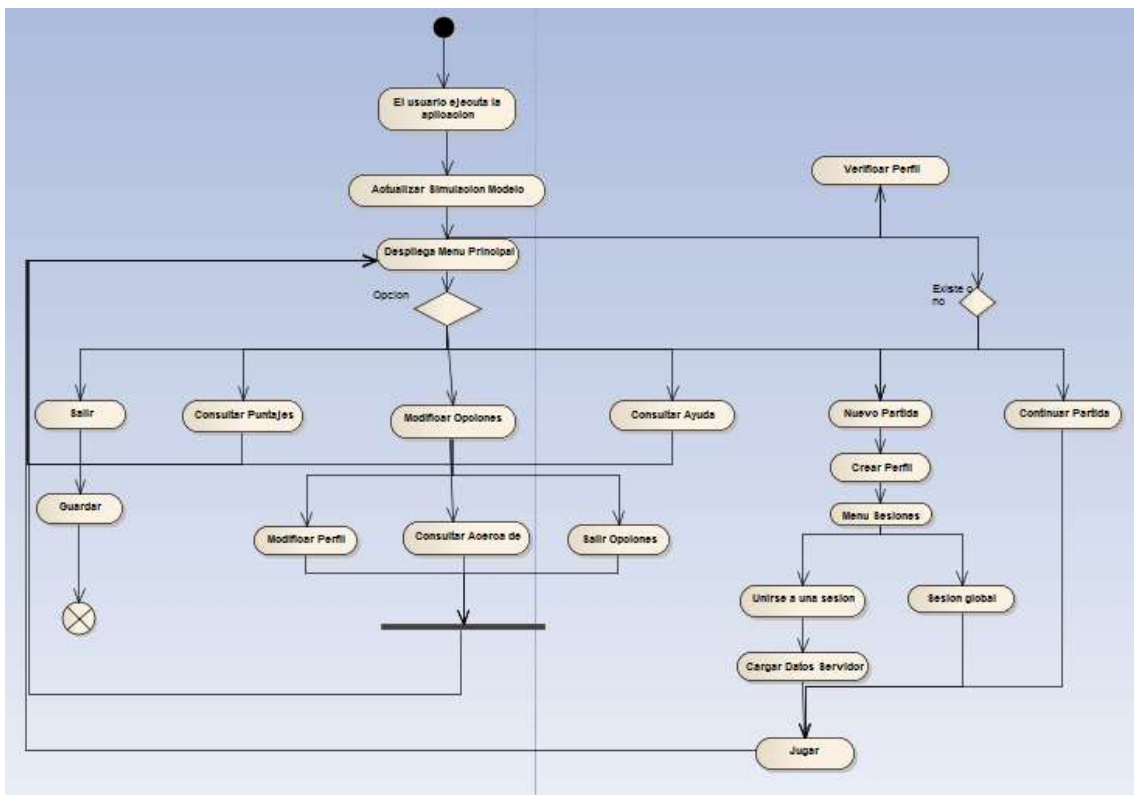 El usuario ejecuta la
aplicacion
Verificar Perfil
Actualizar Simulacion Modelo
Despliega Menu Principal
Opcion
Existe o
no
Salir
Consultar Puntajes
Modificar Opciones
Consultar Ayuda
Nuevo Partida
Continuar Partida
Crear Perfil
Guardar
Menu Sesiones
Modificar Perfil
Consultar Acerca de
Salir Opciones
Unirse a una sesion
Sesion global
Cargar Datos Servidor
Jugar